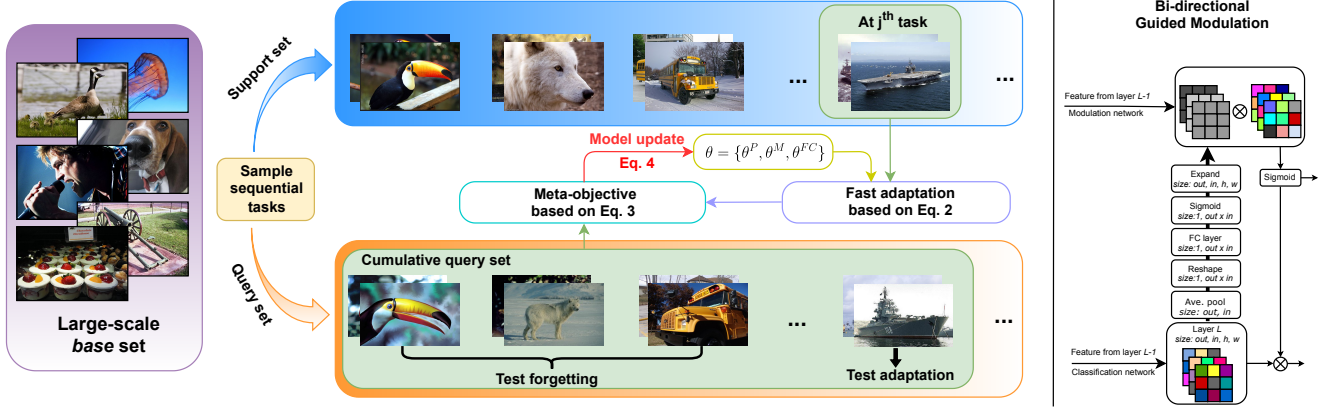 Large-scale
base set
Sample
sequential
tasks
Support set
Query set
At jth task
...
...
Model update
Eq. 4
θ = {θ^P, θ^M, θ^FC}
Meta-objective
based on Eq. 3
Fast adaptation
based on Eq. 2
Cumulative query set
...
...
Test forgetting
Test adaptation
Bi-directional
Guided Modulation
Feature from layer L-1
Modulation network
Sigmoid
Expand
size: out, in, h, w
Sigmoid
size:1, out x in
FC layer
size:1, out x in
Reshape
size:1, out x in
Ave. pool
size: out, in
Layer L
size: out, in, h, w
Feature from layer L-1
Classification network